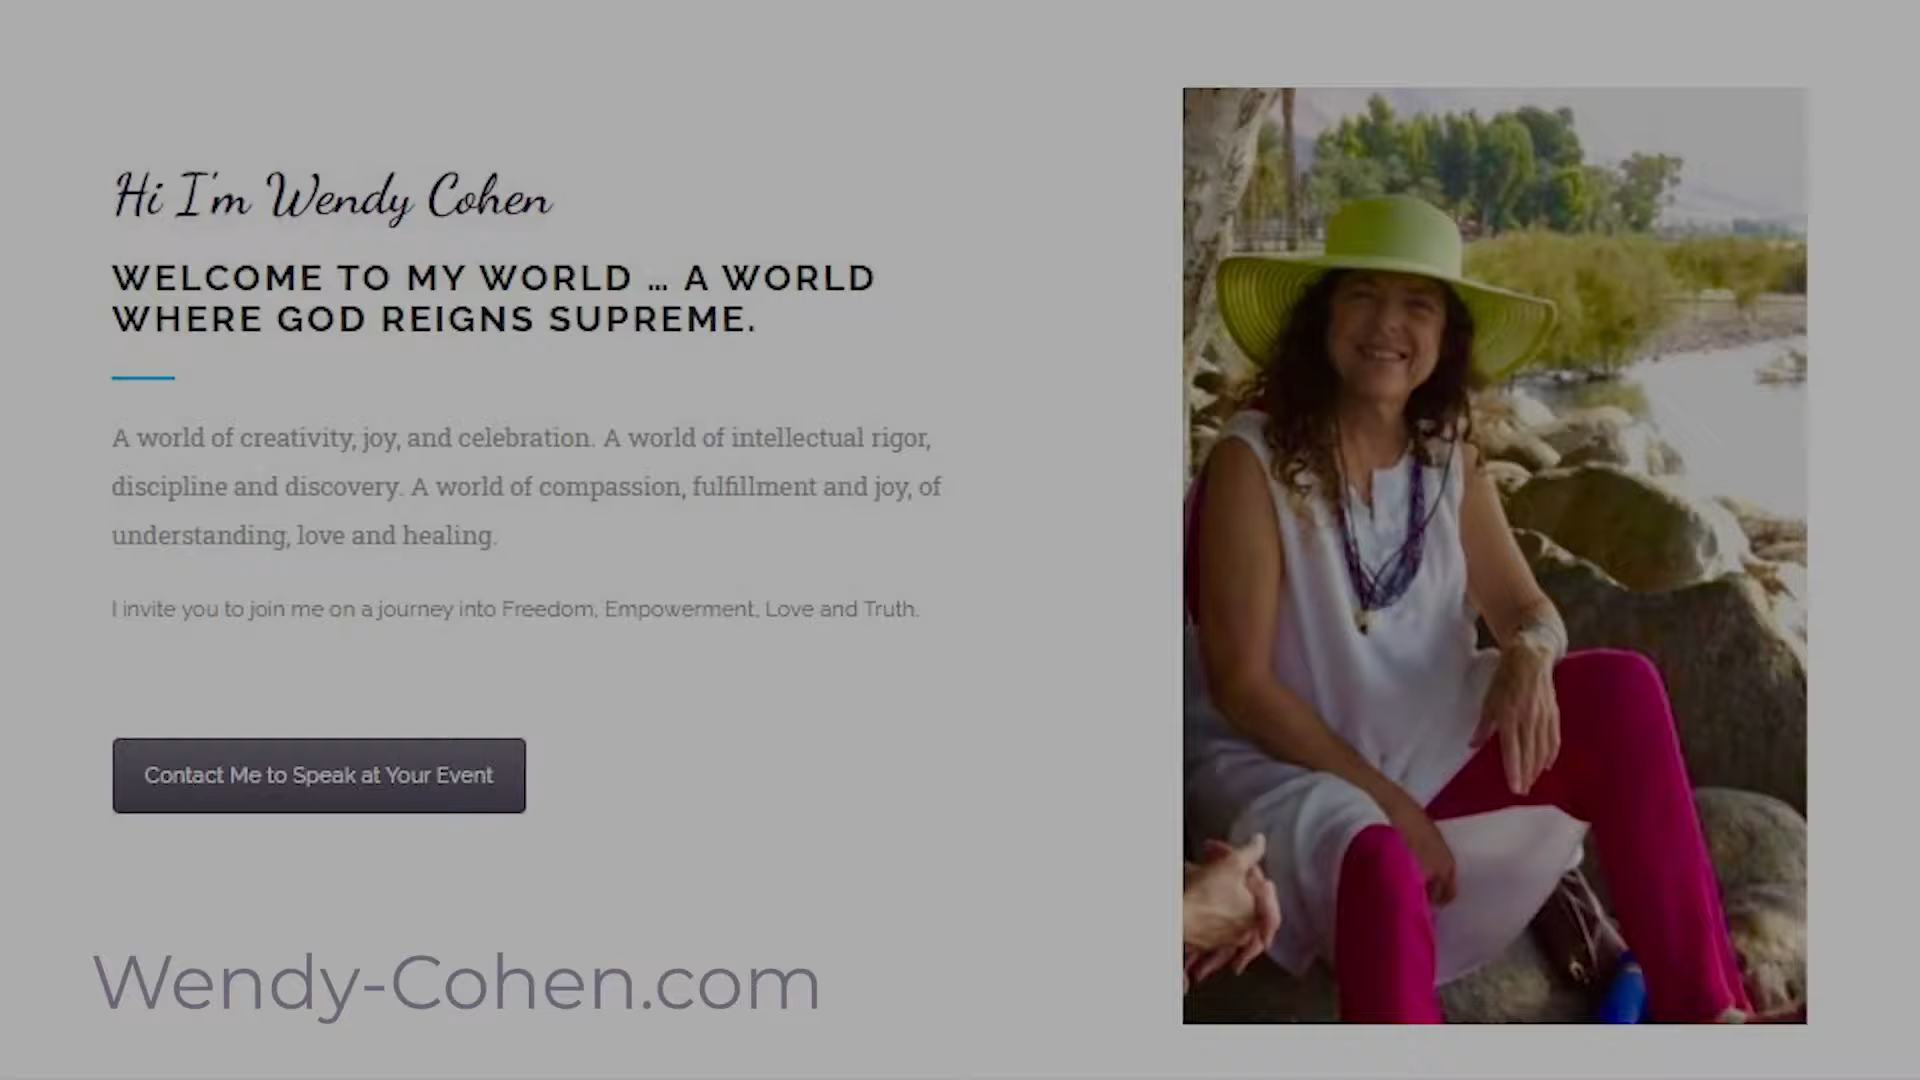 Hi I'm Wendy Cohen
WELCOME TO MY WORLD ... A WORLD
WHERE GOD REIGNS SUPREME.
A world of creativity, joy, and celebration. A world of intellectual rigor,
discipline and discovery. A world of compassion, fulfillment and joy, of
understanding, love and healing.
I invite you to join me on a journey into Freedom, Empowerment, Love and Truth.
Contact Me to Speak at Your Event
Wendy-Cohen.com